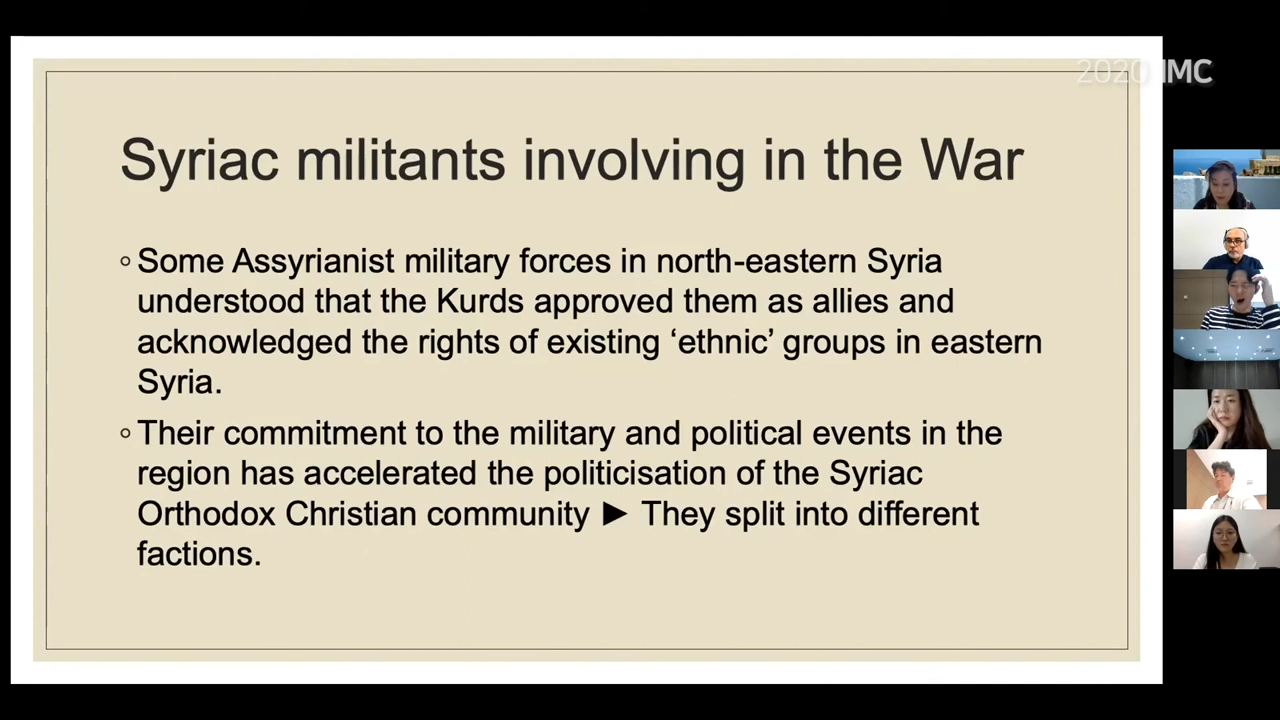 2020 IMC
Syriac militants involving in the War
◦ Some Assyrianist military forces in north-eastern Syria
understood that the Kurds approved them as allies and
acknowledged the rights of existing ‘ethnic’ groups in eastern
Syria.
◦ Their commitment to the military and political events in the
region has accelerated the politicisation of the Syriac
Orthodox Christian community ► They split into different
factions.